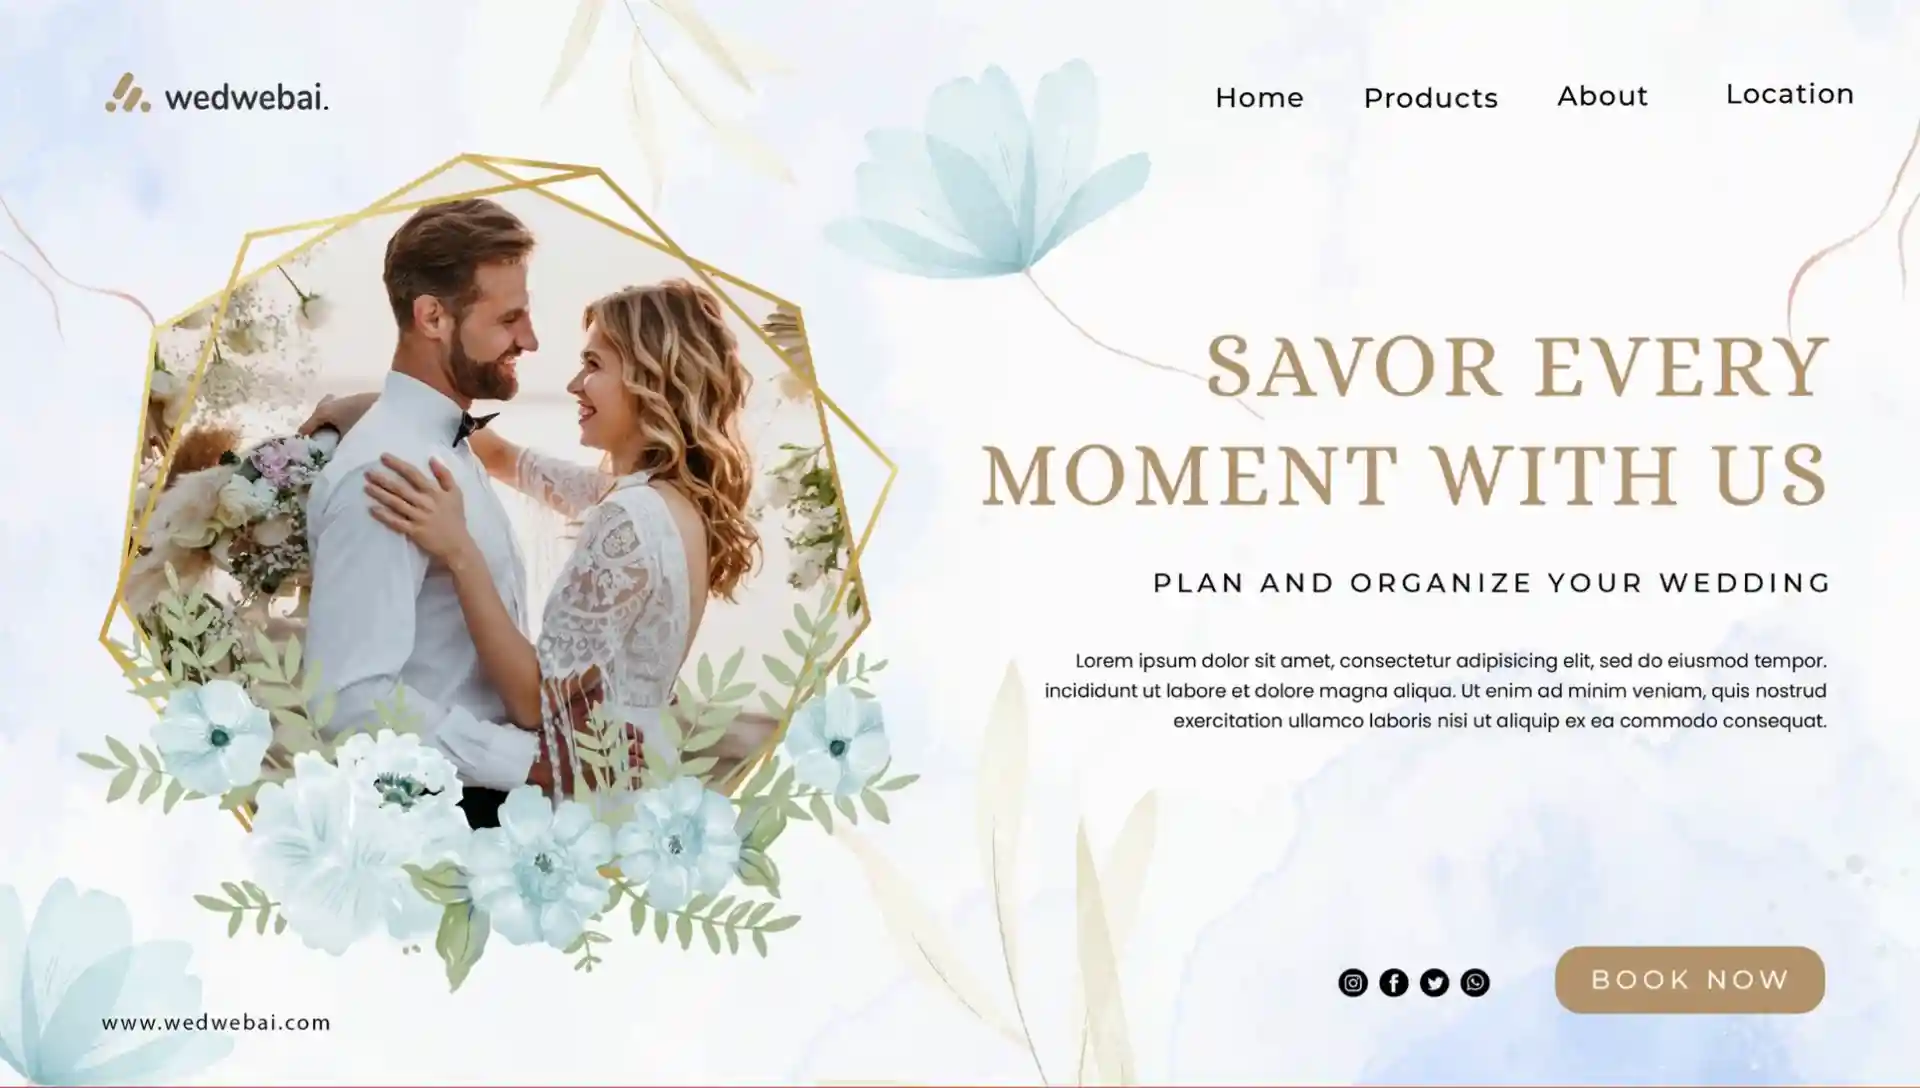 wedwebai.
Home Products About Location
SAVOR EVERY
MOMENT WITH US
PLAN AND ORGANIZE YOUR WEDDING
Lorem ipsum dolor sit amet, consectetur adipisicing elit, sed do eiusmod tempor.
incididunt ut labore et dolore magna aliqua. Ut enim ad minim veniam, quis nostrud
exercitation ullamco laboris nisi ut aliquip ex ea commodo consequat.
BOOK NOW
www.wedwebai.com